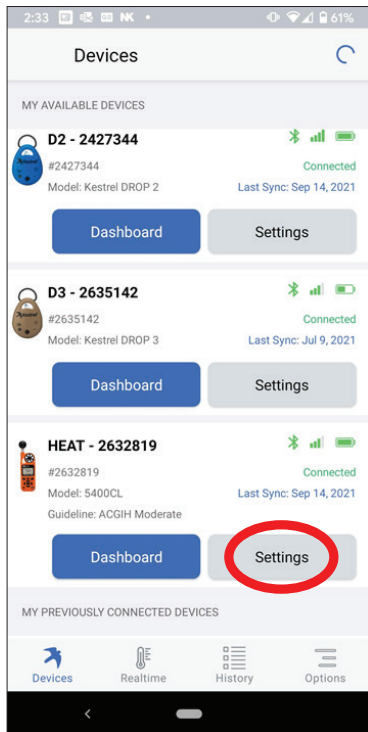 2:33 NK • 61%
Devices
MY AVAILABLE DEVICES
D2 - 2427344
#2427344 Connected
Model: Kestrel DROP 2 Last Sync: Sep 14, 2021
Dashboard Settings
D3 - 2635142
#2635142 Connected
Model: Kestrel DROP 3 Last Sync: Jul 9, 2021
Dashboard Settings
HEAT - 2632819
#2632819 Connected
Model: 5400CL Last Sync: Sep 14, 2021
Guideline: ACGIH Moderate
Dashboard Settings
MY PREVIOUSLY CONNECTED DEVICES
Devices Realtime History Options